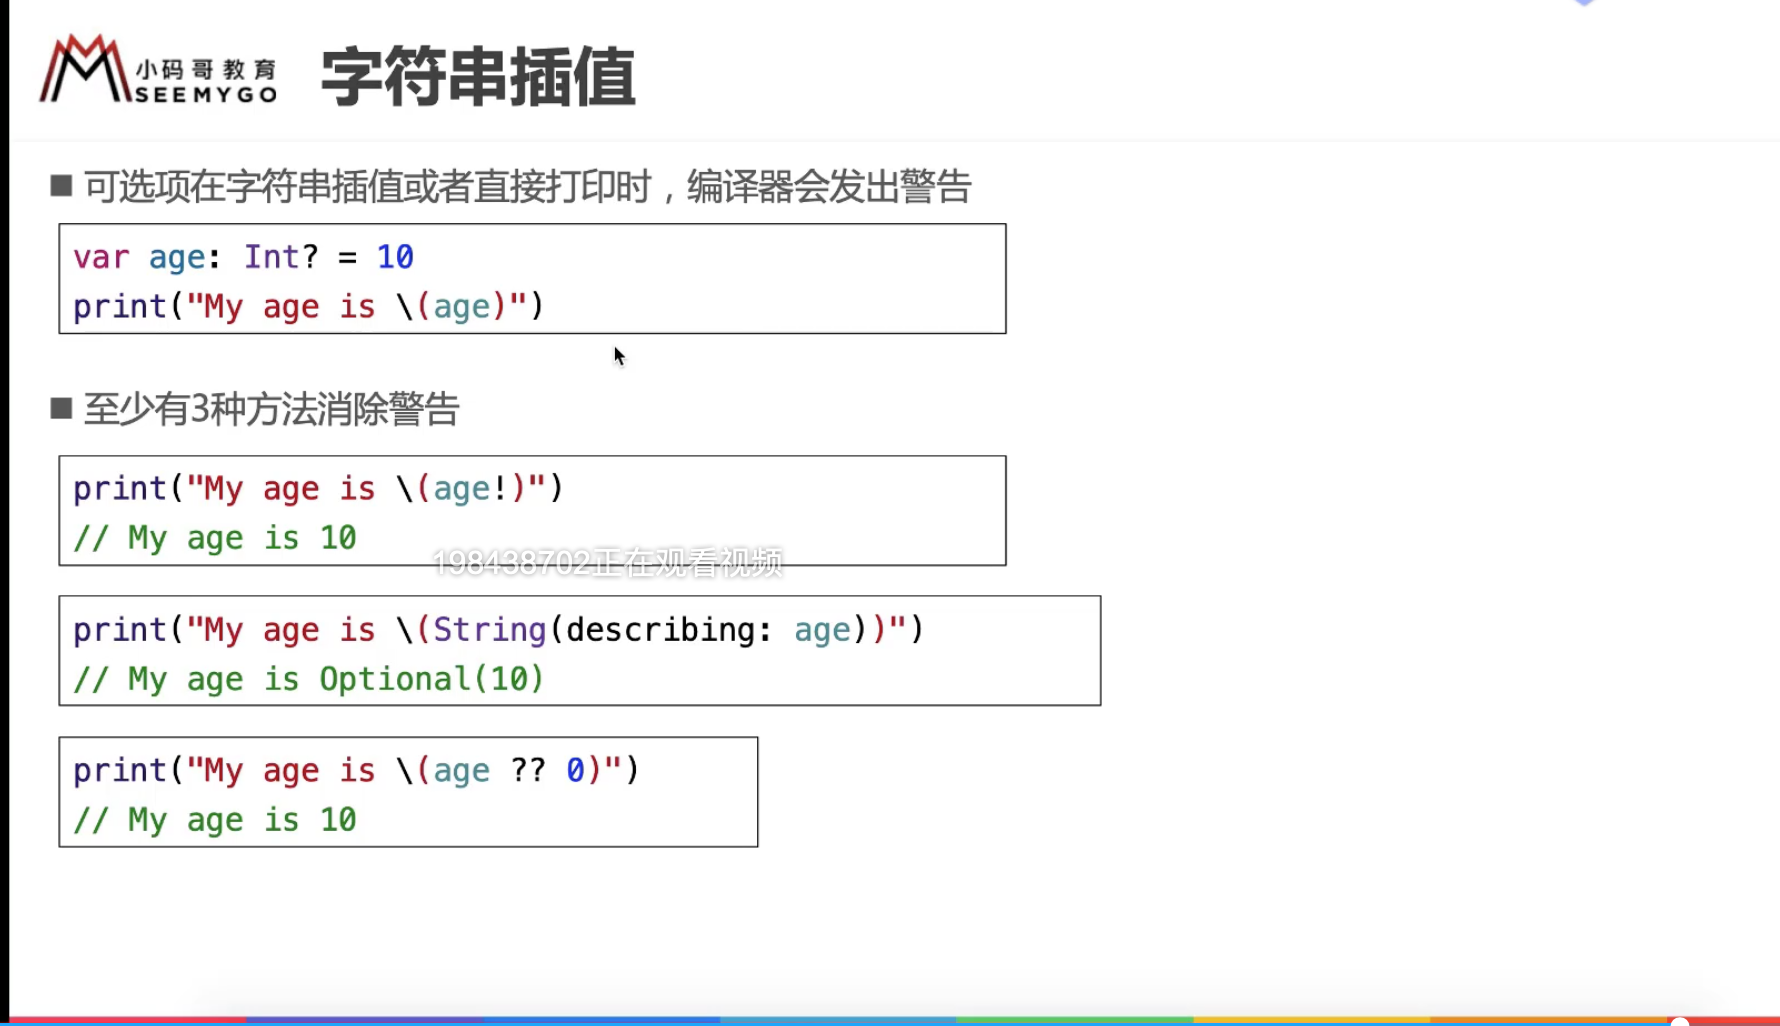 小码哥教育
SEEMYGO
字符串插值
■ 可选项在字符串插值或者直接打印时，编译器会发出警告
var age: Int? = 10
print("My age is \(age)")
■ 至少有3种方法消除警告
print("My age is \(age!)")
// My age is 10
198438702正在观看视频
print("My age is \(String(describing: age))")
// My age is Optional(10)
print("My age is \(age ?? 0)")
// My age is 10